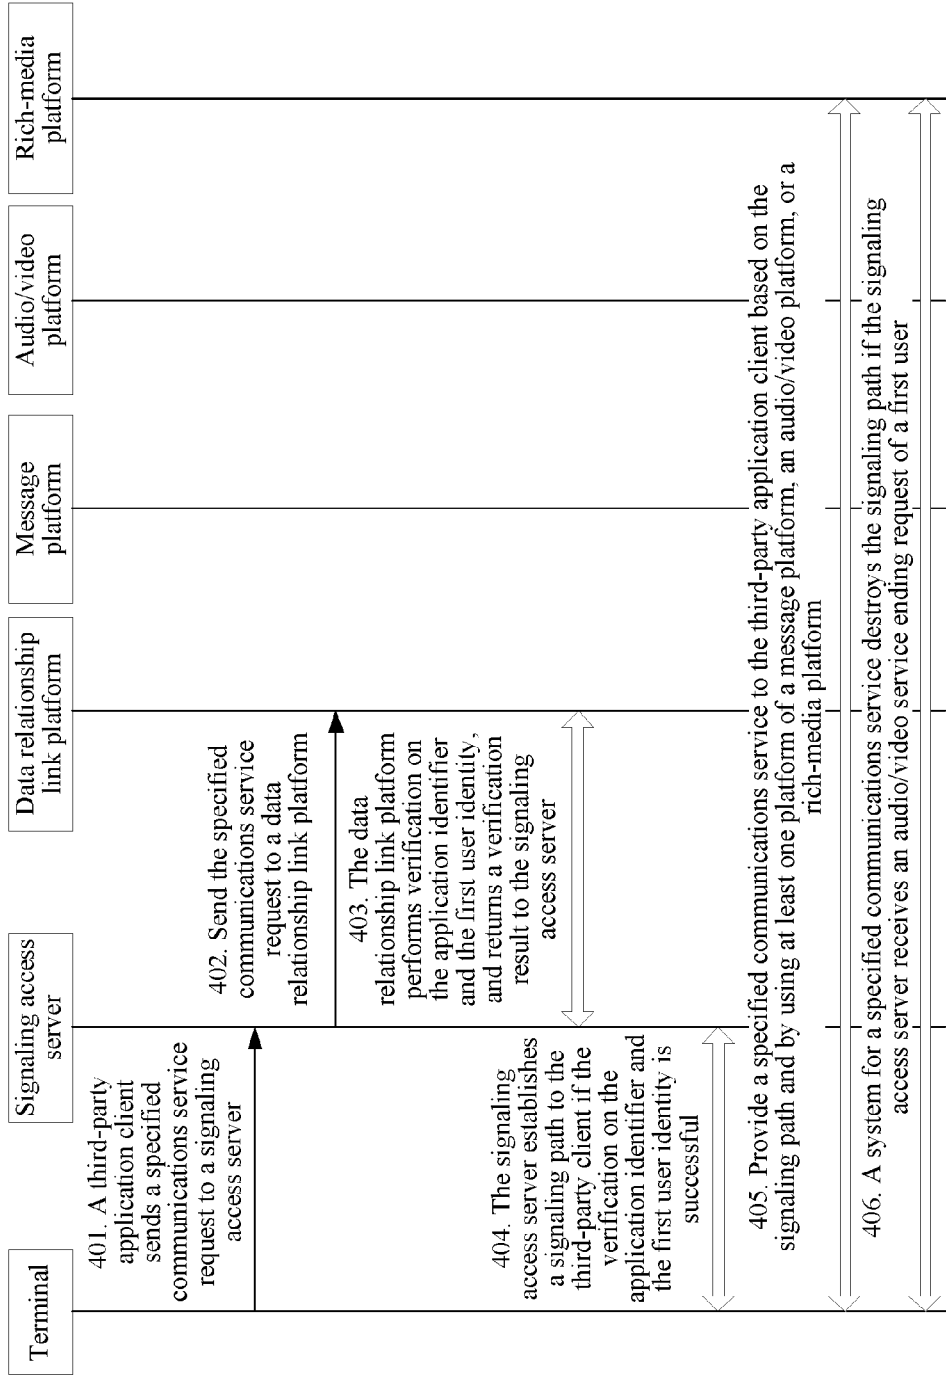 Terminal
Signaling access
server
Data relationship
link platform
Message
platform
Audio/video
platform
Rich-media
platform
401. A third-party
application client
sends a specified
communications service
request to a signaling
access server
402. Send the specified
communications service
request to a data
relationship link platform
403. The data
relationship link platform
performs verification on
the application identifier
and the first user identity,
and returns a verification
result to the signaling
access server
404. The signaling
access server establishes
a signaling path to the
third-party client if the
verification on the
application identifier and
the first user identity is
successful
405. Provide a specified communications service to the third-party application client based on the
signaling path and by using at least one platform of a message platform, an audio/video platform, or a
rich-media platform
406. A system for a specified communications service destroys the signaling path if the signaling
access server receives an audio/video service ending request of a first user